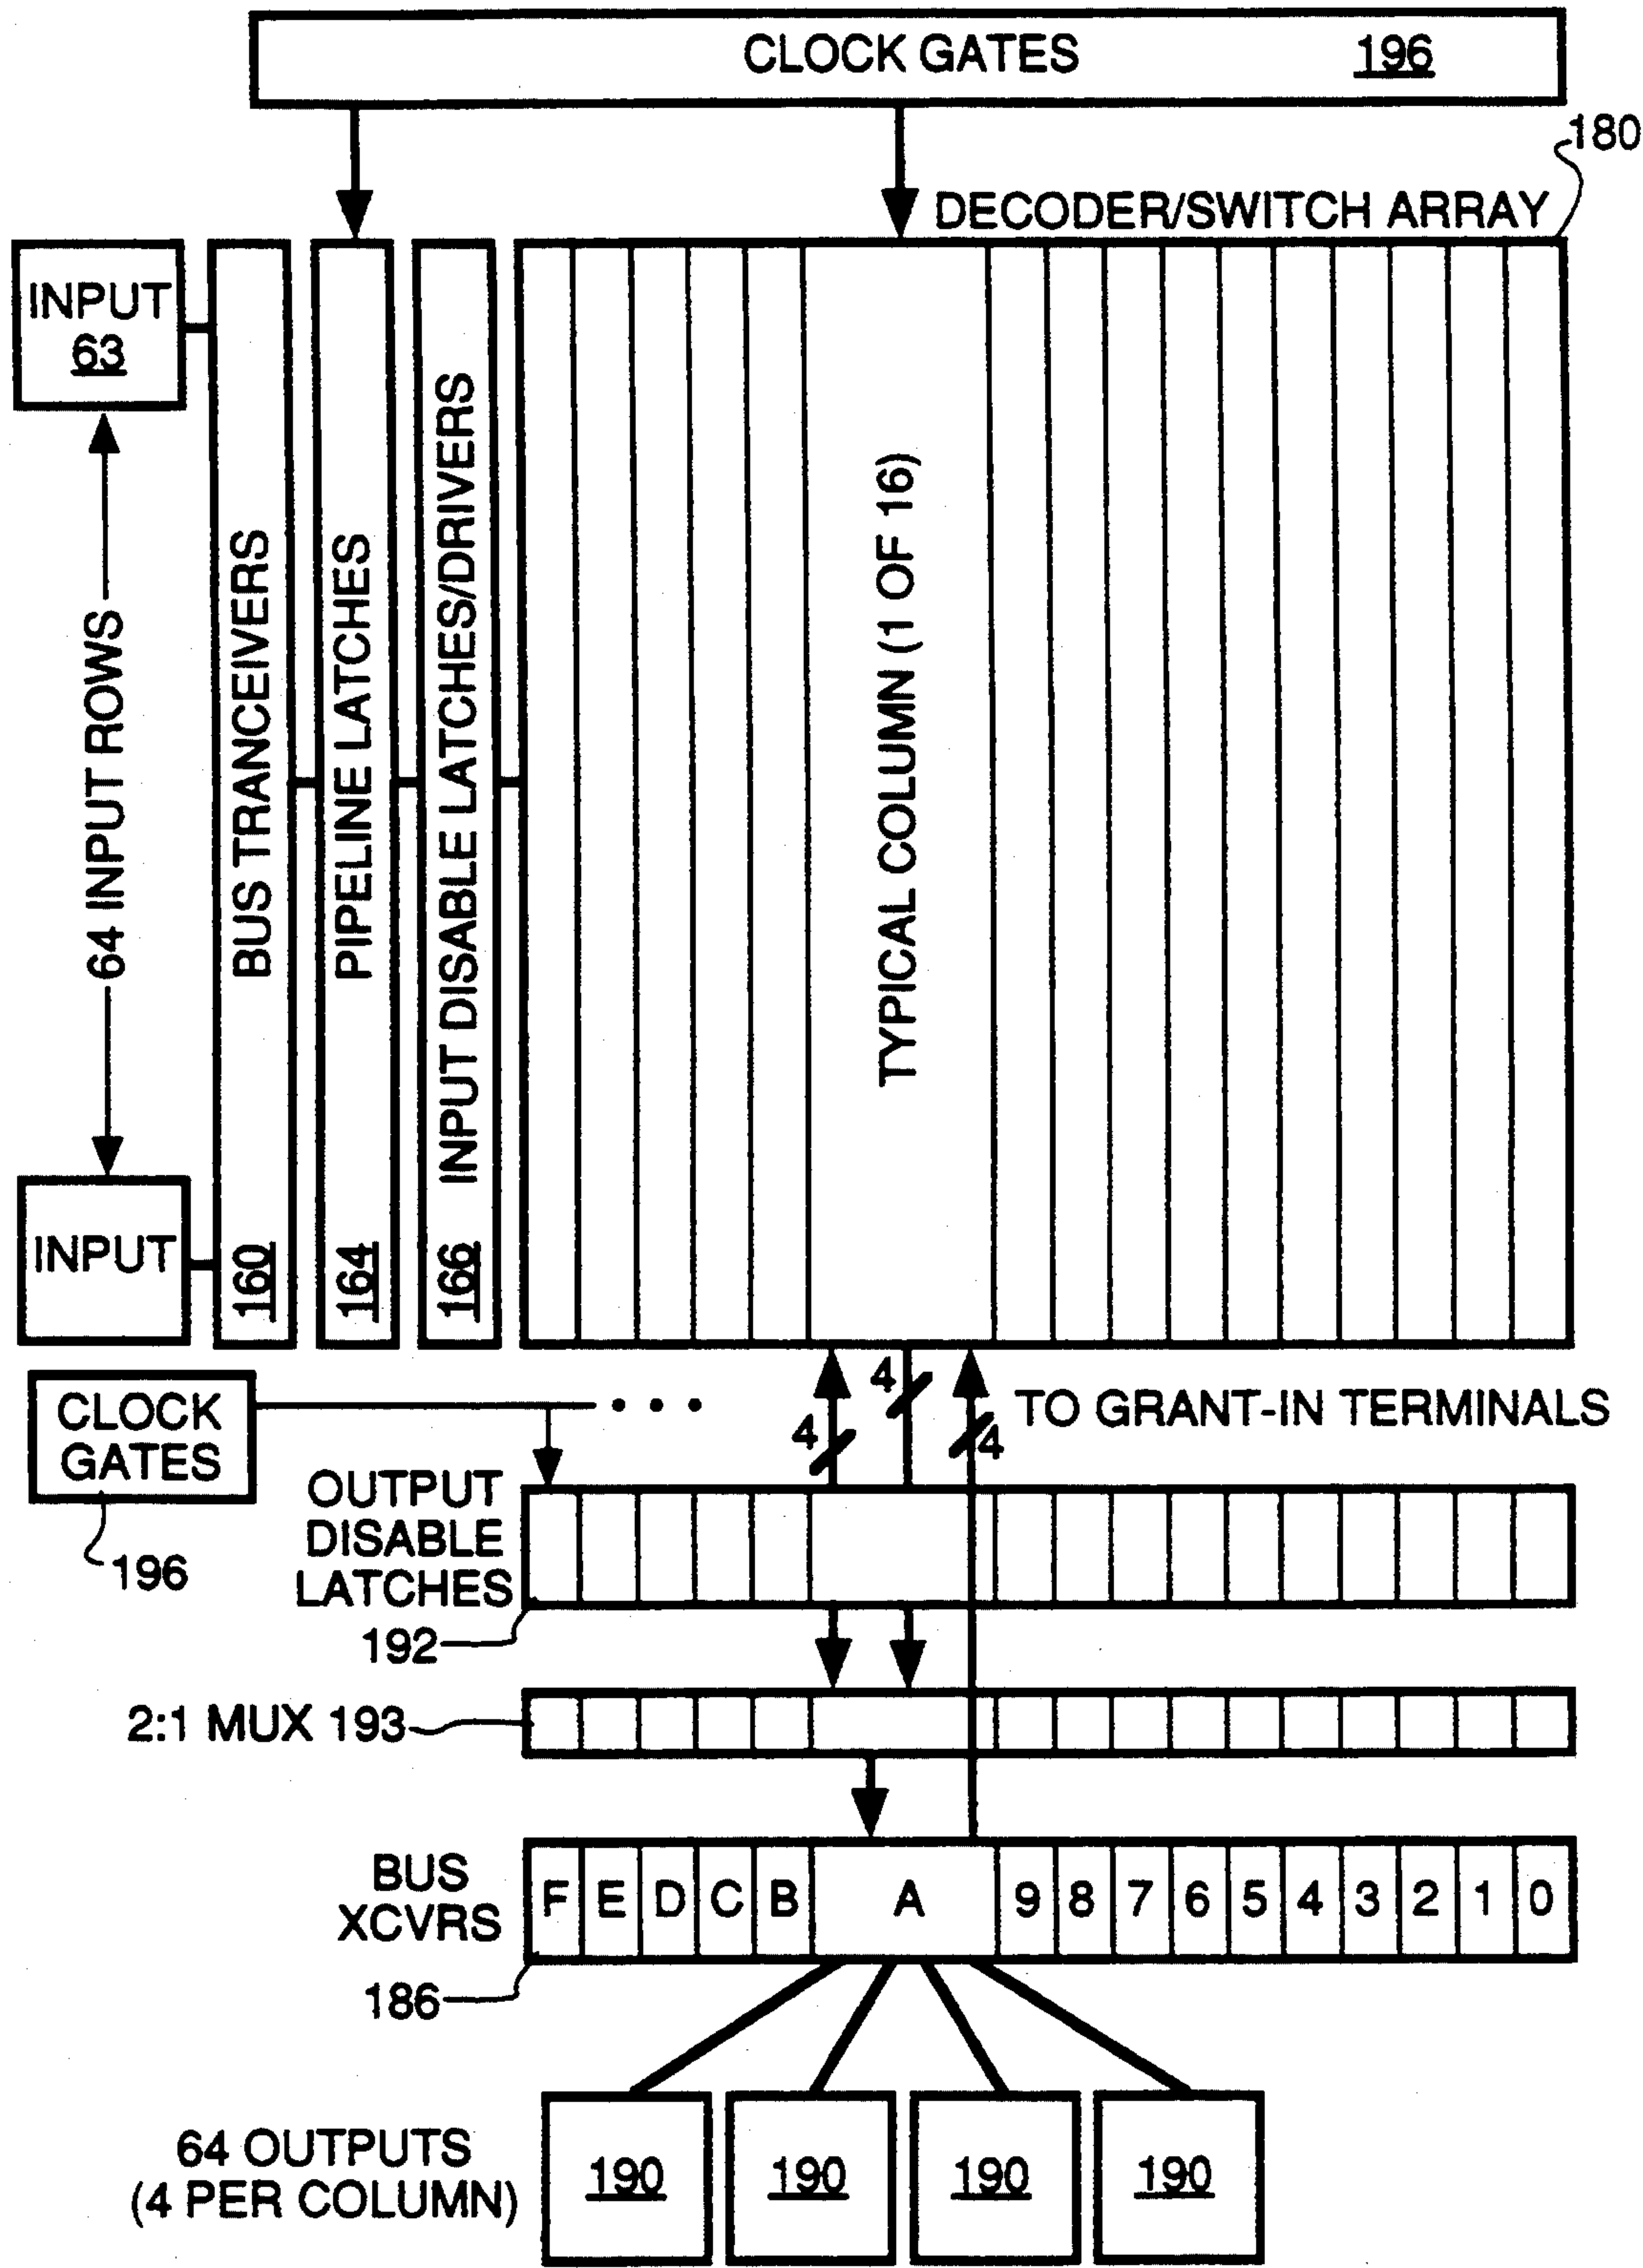 CLOCK GATES 196
180
DECODER/SWITCH ARRAY
INPUT
63
64 INPUT ROWS
INPUT
BUS TRANCEIVERS
160
PIPELINE LATCHES
164
INPUT DISABLE LATCHES/DRIVERS
166
TYPICAL COLUMN (1 OF 16)
CLOCK
GATES
196
. . .
4
4
4
TO GRANT-IN TERMINALS
OUTPUT
DISABLE
LATCHES
192
2:1 MUX 193
BUS
XCVRS
186
F E D C B A 9 8 7 6 5 4 3 2 1 0
64 OUTPUTS
(4 PER COLUMN)
190 190 190 190